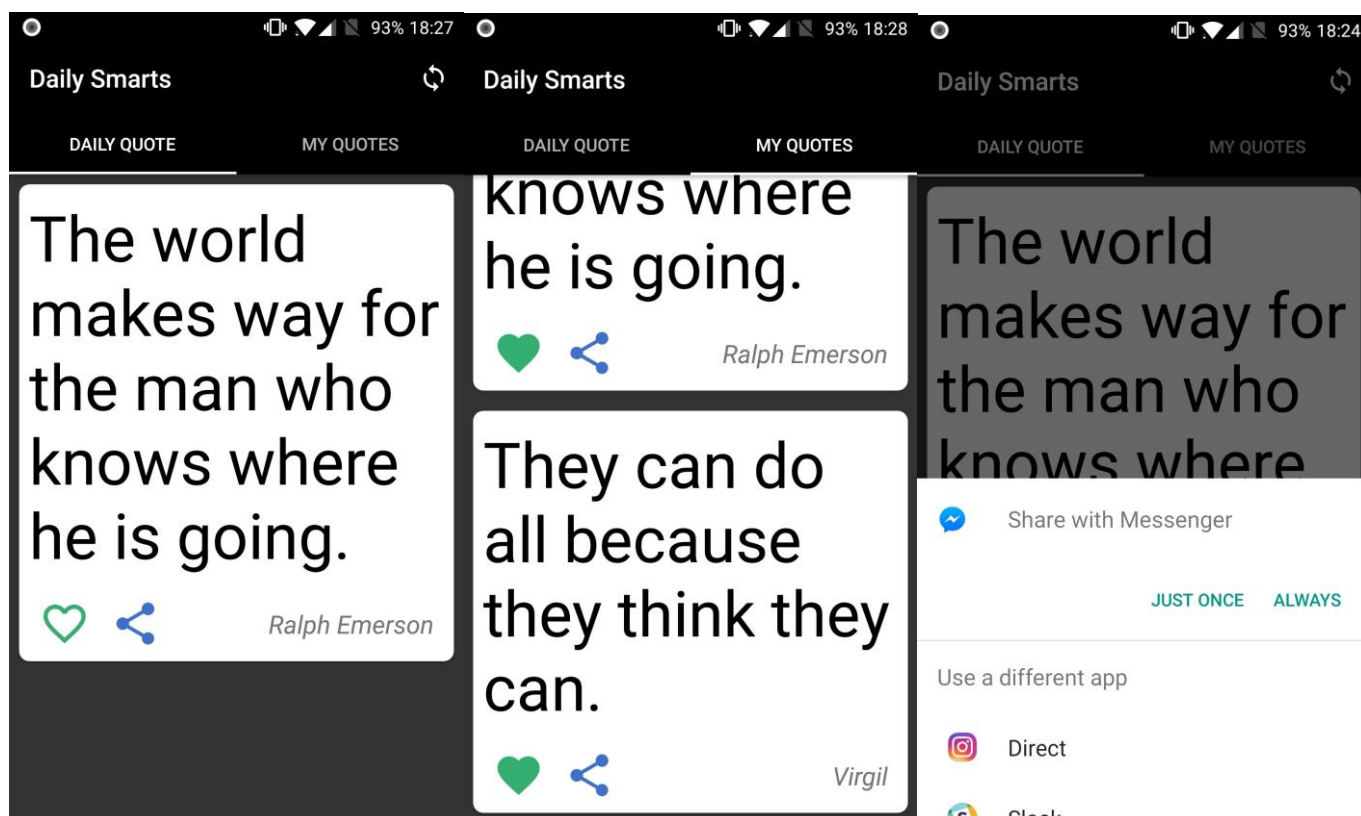 93% 18:27
Daily Smarts
DAILY QUOTE MY QUOTES
The world
makes way for
the man who
knows where
he is going.
Ralph Emerson
93% 18:28
Daily Smarts
DAILY QUOTE MY QUOTES
knows where
he is going.
Ralph Emerson
They can do
all because
they think they
can.
Virgil
93% 18:24
Daily Smarts
DAILY QUOTE MY QUOTES
The world
makes way for
the man who
knows where
Share with Messenger
JUST ONCE ALWAYS
Use a different app
Direct
Slack